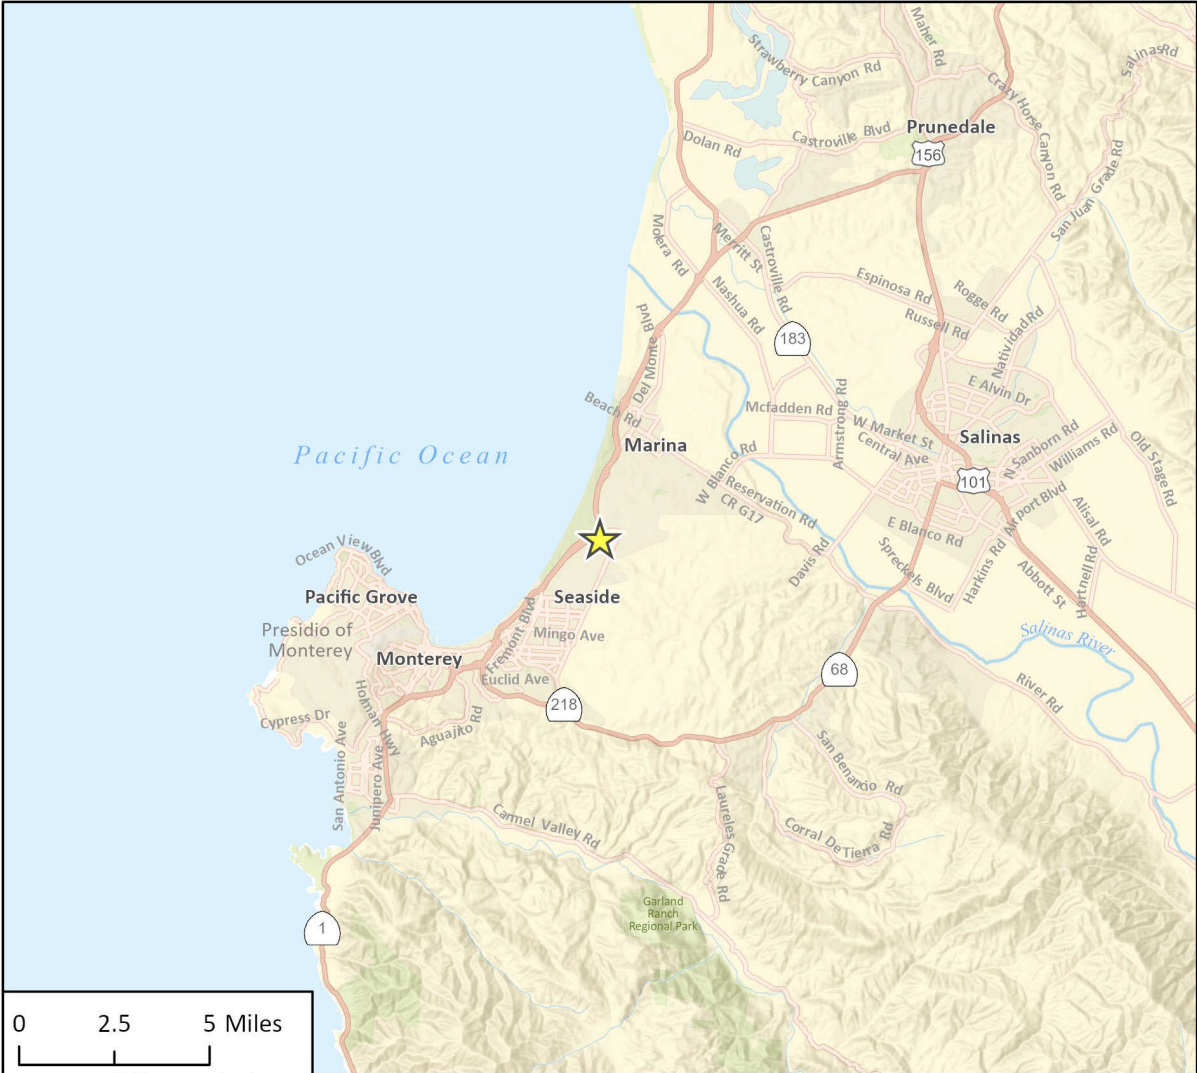 Maher Rd
Strawberry Canyon Rd
SalinasRd
Crazy Horse Canyon Rd
Prunedale
Castroville Blvd
Dolan Rd
156
San Juan Grade Rd
Molera Rd
Merritt St
Castroville Rd
Espinosa Rd
Rogge Rd
Nashua Rd
Russell Rd
Natividad Rd
183
Del Monte Blvd
E Alvin Dr
Beach Rd
Mcfadden Rd
Armstrong Rd
W Market St
Central Ave
Salinas
N Sanborn Rd
Williams Rd
Old Stage Rd
Marina
Pacific Ocean
W Blanco Rd
Reservation Rd
CR G17
101
Airport Blvd
Alisal Rd
E Blanco Rd
Ocean View Blvd
Davis Rd
Spreckels Blvd
Harkins Rd
Abbott St
Hartnell Rd
Pacific Grove
Seaside
Fremont Blvd
Mingo Ave
Presidio of
Monterey
Monterey
Salinas River
Euclid Ave
68
218
River Rd
Holman Hwy
Cypress Dr
Aguajito Rd
San Antonio Ave
Junipero Ave
San Benancio Rd
Laureles Grade Rd
Carmel Valley Rd
Corral DeTierra Rd
Garland
Ranch
Regional Park
1
0 2.5 5 Miles